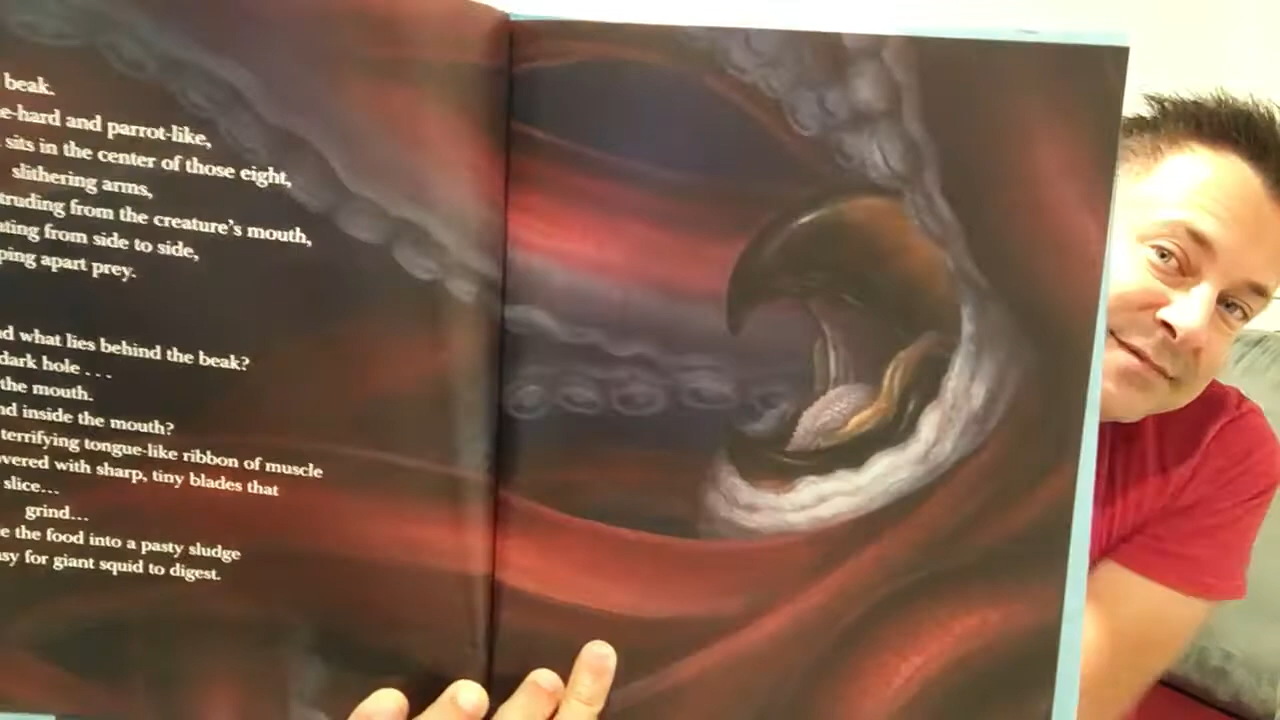 beak.
e-hard and parrot-like,
sits in the center of those eight,
slithering arms,
truding from the creature's mouth,
ating from side to side,
ping apart prey.
d what lies behind the beak?
dark hole . . .
the mouth.
nd inside the mouth?
terrifying tongue-like ribbon of muscle
vered with sharp, tiny blades that
slice...
grind...
e the food into a pasty sludge
sy for giant squid to digest.